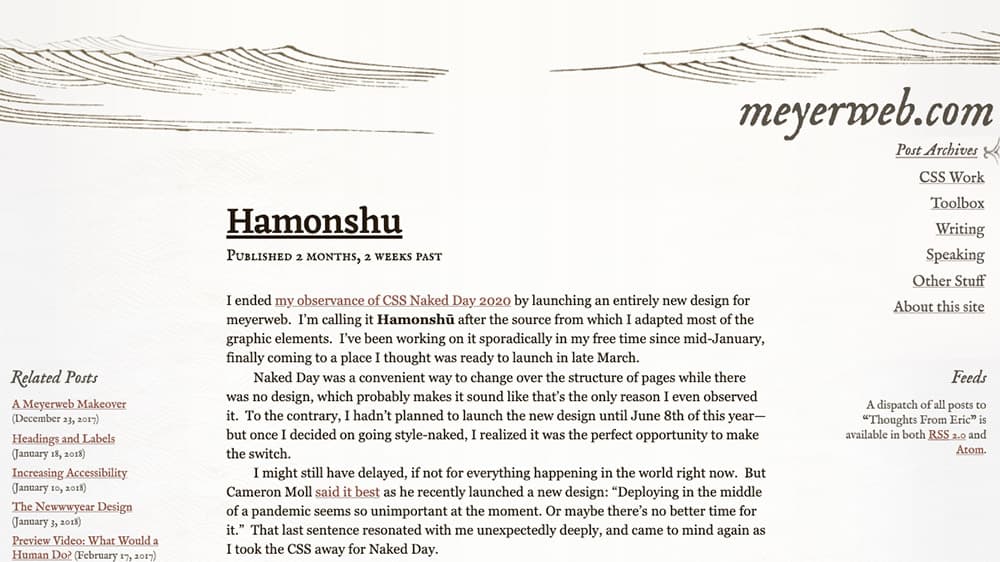 meyerweb.com
Post Archives
CSS Work
Toolbox
Writing
Speaking
Other Stuff
About this site
Hamonshu
Published 2 months, 2 weeks past
I ended my observance of CSS Naked Day 2020 by launching an entirely new design for
meyerweb.  I’m calling it Hamonshū after the source from which I adapted most of the
graphic elements.  I’ve been working on it sporadically in my free time since mid-January,
finally coming to a place I thought was ready to launch in late March.
Naked Day was a convenient way to change over the structure of pages while there
was no design, which probably makes it sound like that’s the only reason I even observed
it.  To the contrary, I hadn’t planned to launch the new design until June 8th of this year—
but once I decided on going style-naked, I realized it was the perfect opportunity to make
the switch.
I might still have delayed, if not for everything happening in the world right now.  But
Cameron Moll said it best as he recently launched a new design: “Deploying in the middle
of a pandemic seems so unimportant at the moment. Or maybe there’s no better time for
it.”  That last sentence resonated with me unexpectedly deeply, and came to mind again as
I took the CSS away for Naked Day.
Related Posts
A Meyerweb Makeover
(December 23, 2017)
Headings and Labels
(January 18, 2018)
Increasing Accessibility
(January 10, 2018)
The Newwwyear Design
(January 3, 2018)
Preview Video: What Would a
Human Do? (February 17, 2017)
Feeds
A dispatch of all posts to
“Thoughts From Eric” is
available in both RSS 2.0 and
Atom.